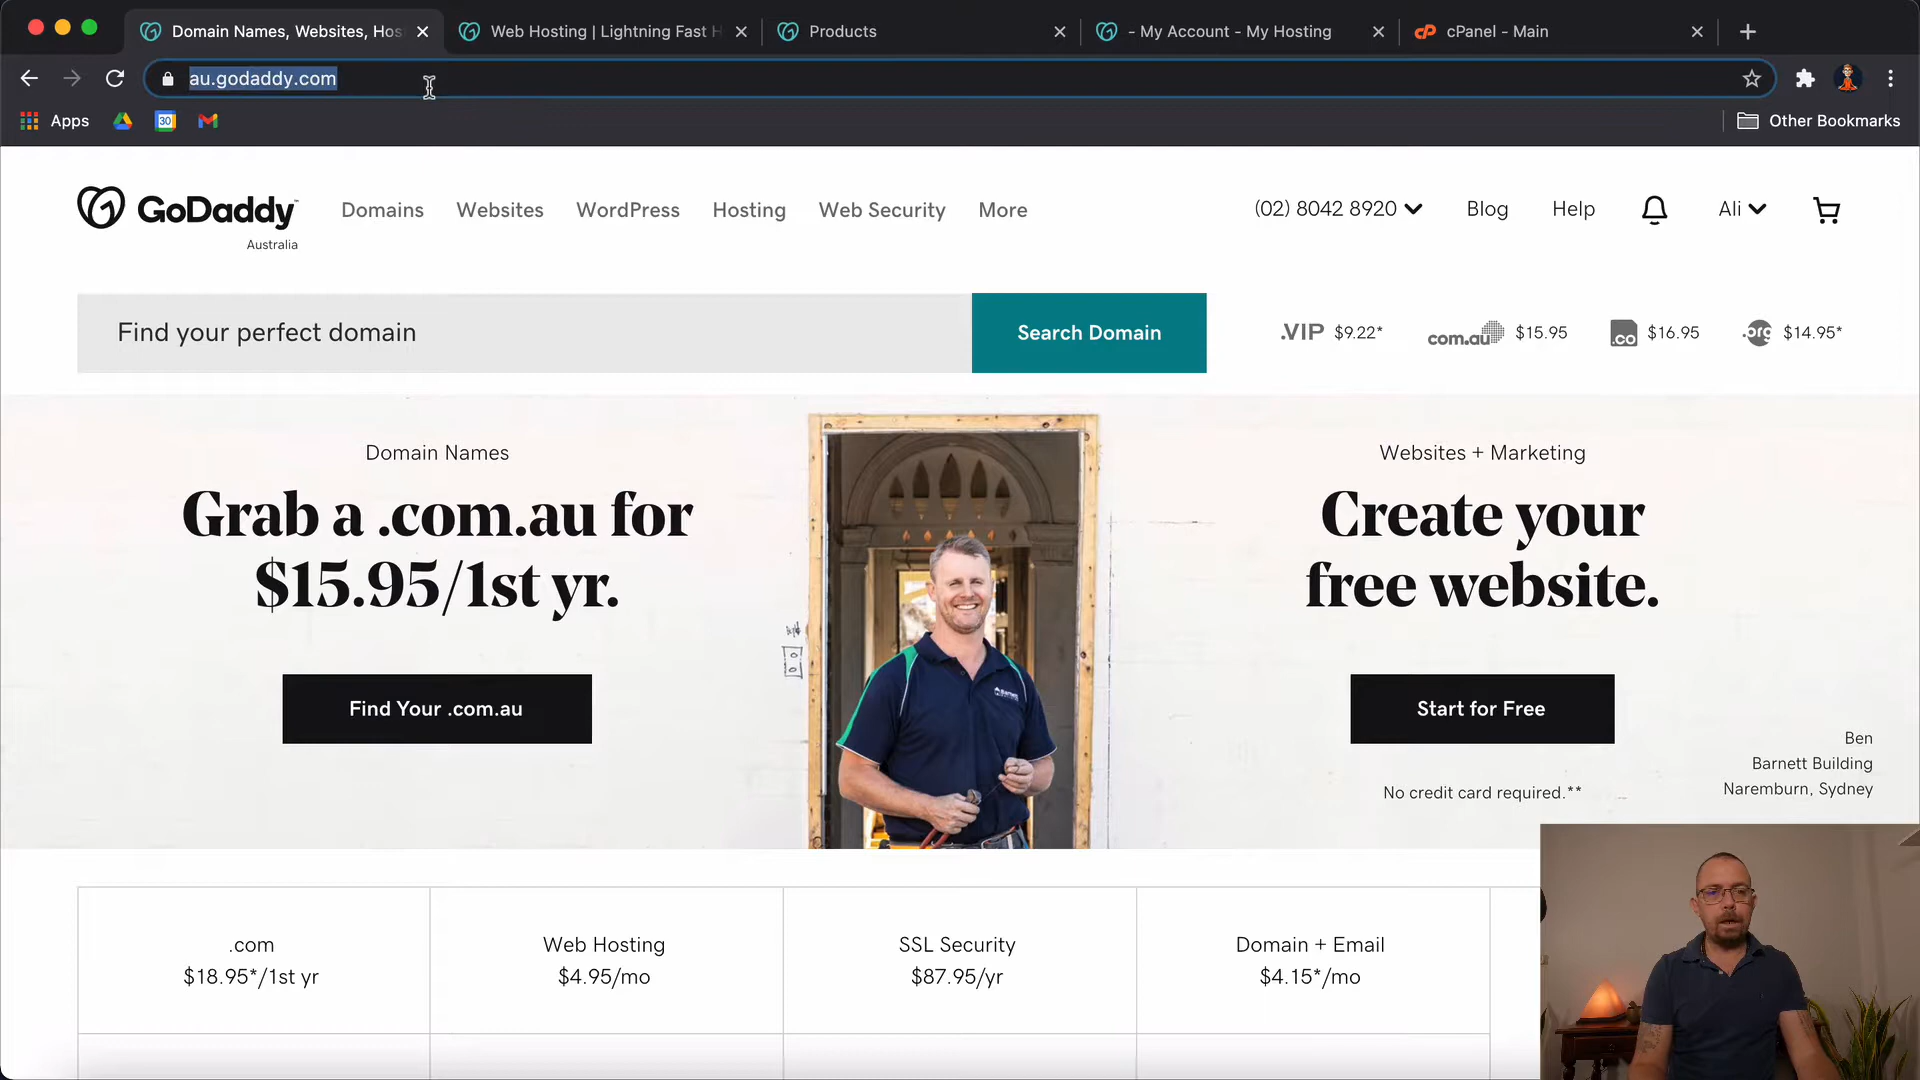 Domain Names, Websites, Hos
Web Hosting | Lightning Fast H
Products
- My Account - My Hosting
cPanel - Main
au.godaddy.com
Apps
30
Other Bookmarks
GoDaddy
Australia
Domains
Websites
WordPress
Hosting
Web Security
More
(02) 8042 8920
Blog
Help
Ali
Find your perfect domain
Search Domain
.VIP $9.22*
com.au $15.95
.co $16.95
.org $14.95*
Domain Names
Grab a .com.au for
$15.95/1st yr.
Find Your .com.au
Websites + Marketing
Create your
free website.
Start for Free
No credit card required.**
Ben
Barnett Building
Naremburn, Sydney
.com
$18.95*/1st yr
Web Hosting
$4.95/mo
SSL Security
$87.95/yr
Domain + Email
$4.15*/mo